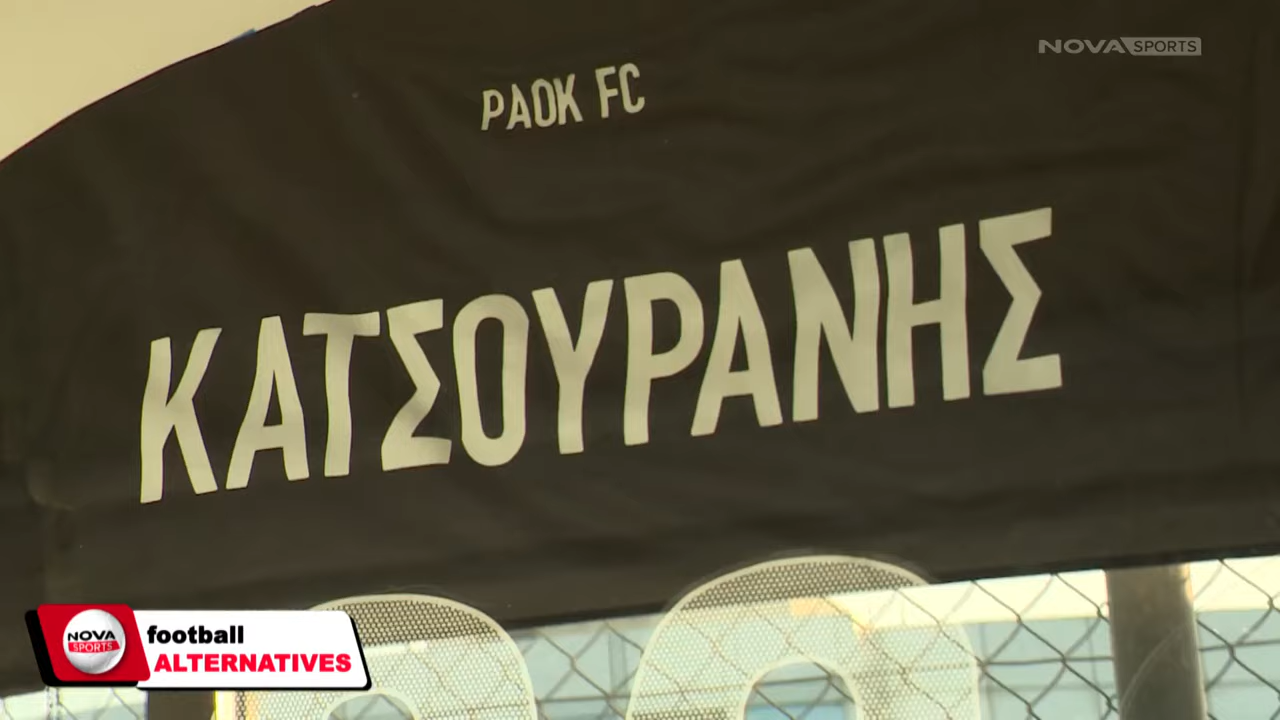 NOVA SPORTS
PAOK FC
ΚΑΤΣΟΥΡΑΝΗΣ
NOVA
SPORTS
football
ALTERNATIVES